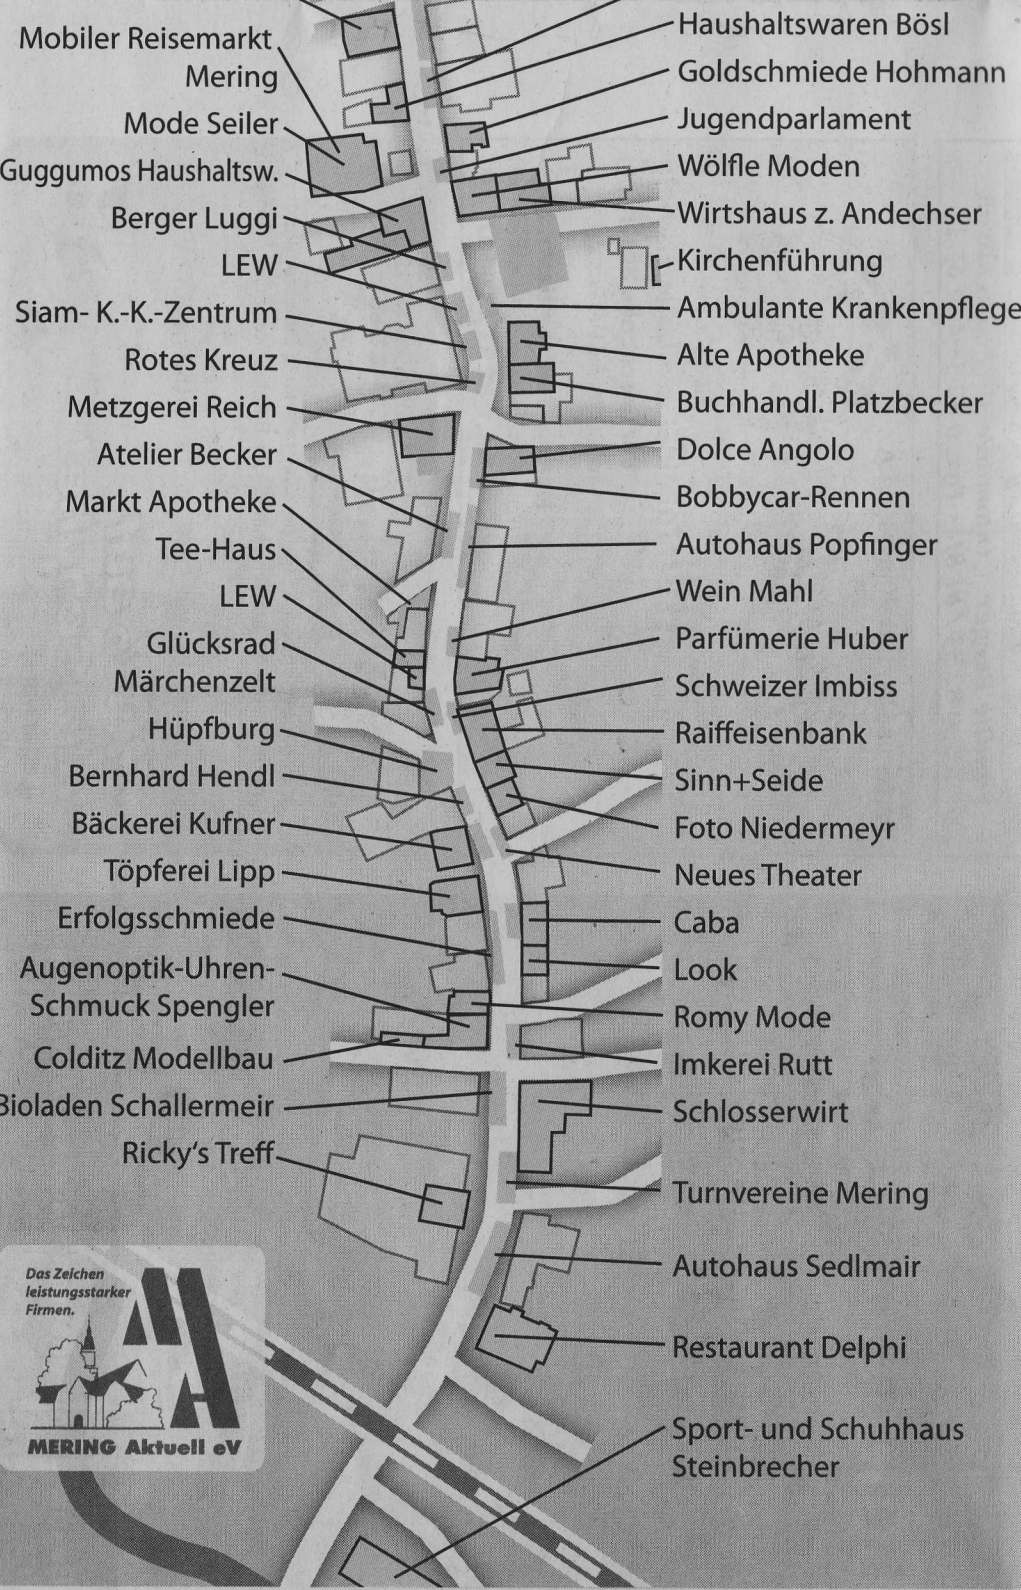 Mobiler Reisemarkt
Mering
Mode Seiler
Guggumos Haushaltsw.
Berger Luggi
LEW
Siam- K.-K.-Zentrum
Rotes Kreuz
Metzgerei Reich
Atelier Becker
Markt Apotheke
Tee-Haus
LEW
Glücksrad
Märchenzelt
Hüpfburg
Bernhard Hendl
Bäckerei Kufner
Töpferei Lipp
Erfolgsschmiede
Augenoptik-Uhren-
Schmuck Spengler
Colditz Modellbau
Bioladen Schallermeir
Ricky's Treff
Haushaltswaren Bösl
Goldschmiede Hohmann
Jugendparlament
Wölfle Moden
Wirtshaus z. Andechser
Kirchenführung
Ambulante Krankenpflege
Alte Apotheke
Buchhandl. Platzbecker
Dolce Angolo
Bobbycar-Rennen
Autohaus Popfinger
Wein Mahl
Parfümerie Huber
Schweizer Imbiss
Raiffeisenbank
Sinn+Seide
Foto Niedermeyr
Neues Theater
Caba
Look
Romy Mode
Imkerei Rutt
Schlosserwirt
Turnvereine Mering
Autohaus Sedlmair
Restaurant Delphi
Sport- und Schuhhaus
Steinbrecher
Das Zeichen
leistungsstarker
Firmen.
MERING Aktuell eV